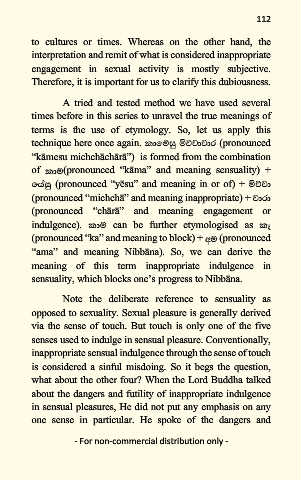 112
to cultures or times. Whereas on the other hand, the
interpretation and remit of what is considered inappropriate
engagement in sexual activity is mostly subjective.
Therefore, it is important for us to clarify this dubiousness.
A tried and tested method we have used several
times before in this series to unravel the true meanings of
terms is the use of etymology. So, let us apply this
technique here once again. කාමේසු මිච්ඡාචාර (pronounced
“kāmesu michchāchārā”) is formed from the combination
of කාම(pronounced “kāma” and meaning sensuality) +
යේසු (pronounced “yēsu” and meaning in or of) + මිච්ඡා
(pronounced “michchā” and meaning inappropriate) + චාරා
(pronounced “chārā” and meaning engagement or
indulgence). කාම can be further etymologised as කැ
(pronounced “ka” and meaning to block) + අම (pronounced
“ama” and meaning Nibbāna). So, we can derive the
meaning of this term inappropriate indulgence in
sensuality, which blocks one’s progress to Nibbāna.
Note the deliberate reference to sensuality as
opposed to sexuality. Sexual pleasure is generally derived
via the sense of touch. But touch is only one of the five
senses used to indulge in sensual pleasure. Conventionally,
inappropriate sensual indulgence through the sense of touch
is considered a sinful misdoing. So it begs the question,
what about the other four? When the Lord Buddha talked
about the dangers and futility of inappropriate indulgence
in sensual pleasures, He did not put any emphasis on any
one sense in particular. He spoke of the dangers and
- For non-commercial distribution only -